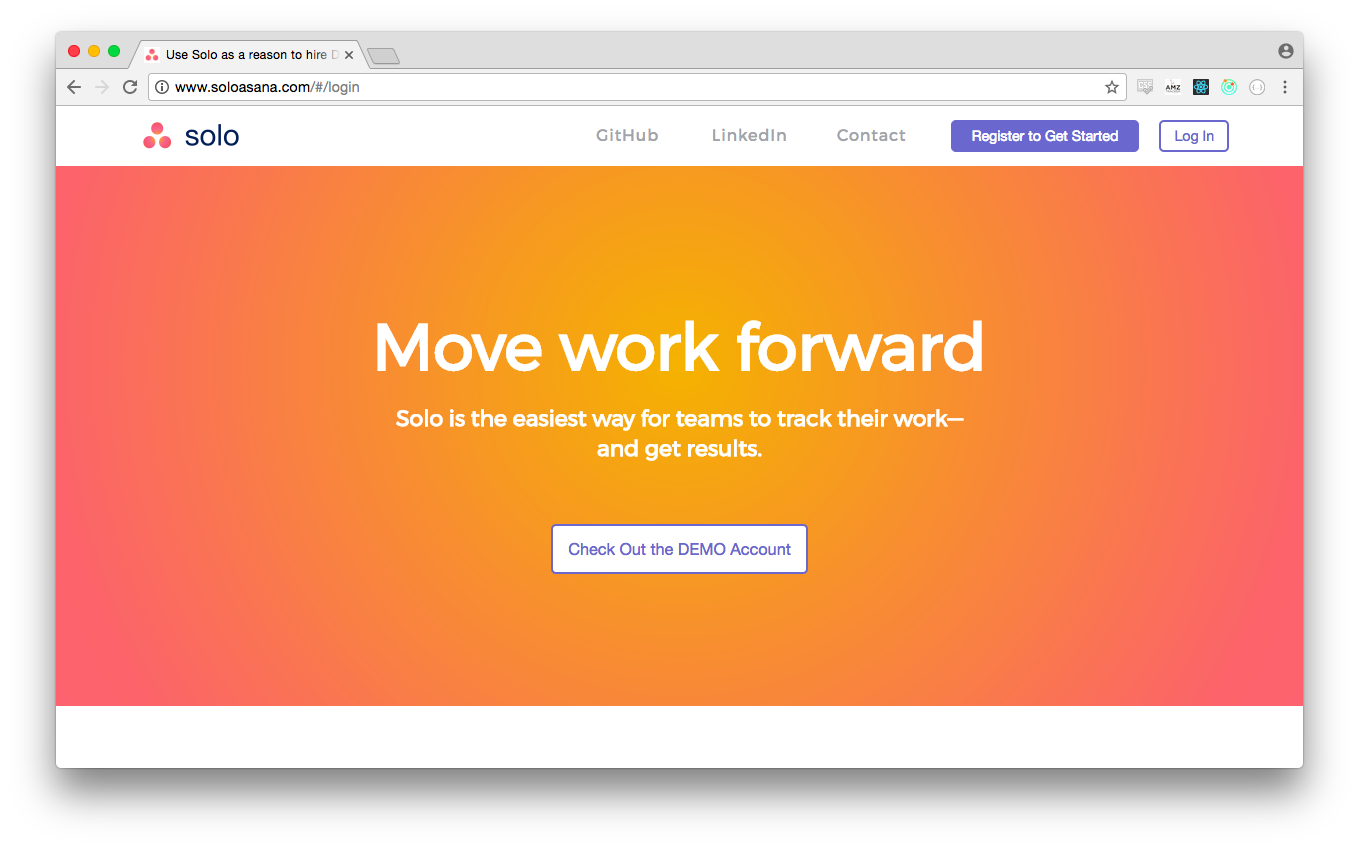 Use Solo as a reason to hire D
www.soloasana.com/#/login
CSS
AMZ
solo
GitHub
LinkedIn
Contact
Register to Get Started
Log In
Move work forward
Solo is the easiest way for teams to track their work—
and get results.
Check Out the DEMO Account